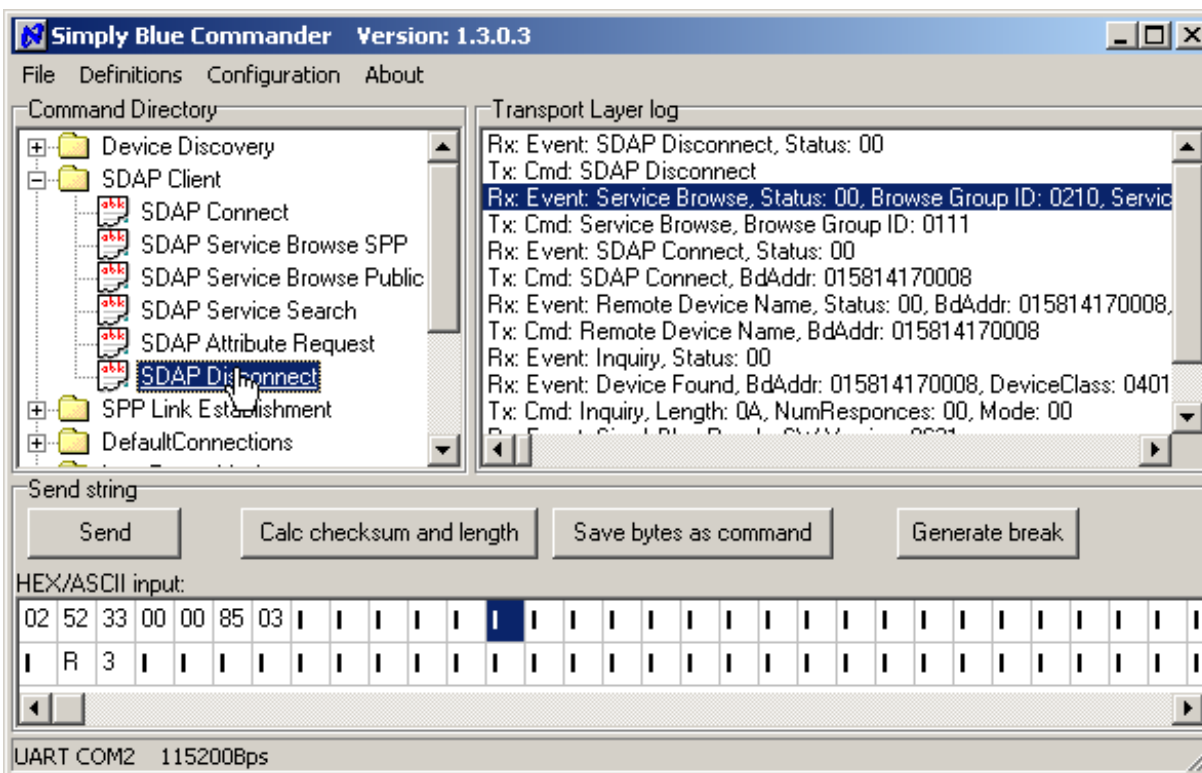 Simply Blue Commander Version: 1.3.0.3
File Definitions Configuration About
Command Directory
Device Discovery
SDAP Client
SDAP Connect
SDAP Service Browse SPP
SDAP Service Browse Public
SDAP Service Search
SDAP Attribute Request
SDAP Disconnect
SPP Link Establishment
DefaultConnections
Transport Layer log
Rx: Event: SDAP Disconnect, Status: 00
Tx: Cmd: SDAP Disconnect
Rx: Event: Service Browse, Status: 00, Browse Group ID: 0210, Servic
Tx: Cmd: Service Browse, Browse Group ID: 0111
Rx: Event: SDAP Connect, Status: 00
Tx: Cmd: SDAP Connect, BdAddr: 015814170008
Rx: Event: Remote Device Name, Status: 00, BdAddr: 015814170008,
Tx: Cmd: Remote Device Name, BdAddr: 015814170008
Rx: Event: Inquiry, Status: 00
Rx: Event: Device Found, BdAddr: 015814170008, DeviceClass: 0401
Tx: Cmd: Inquiry, Length: 0A, NumResponces: 00, Mode: 00
Send string
Send Calc checksum and length Save bytes as command Generate break
HEX/ASCII input:
02 52 33 00 00 85 03
R 3
UART COM2 115200Bps